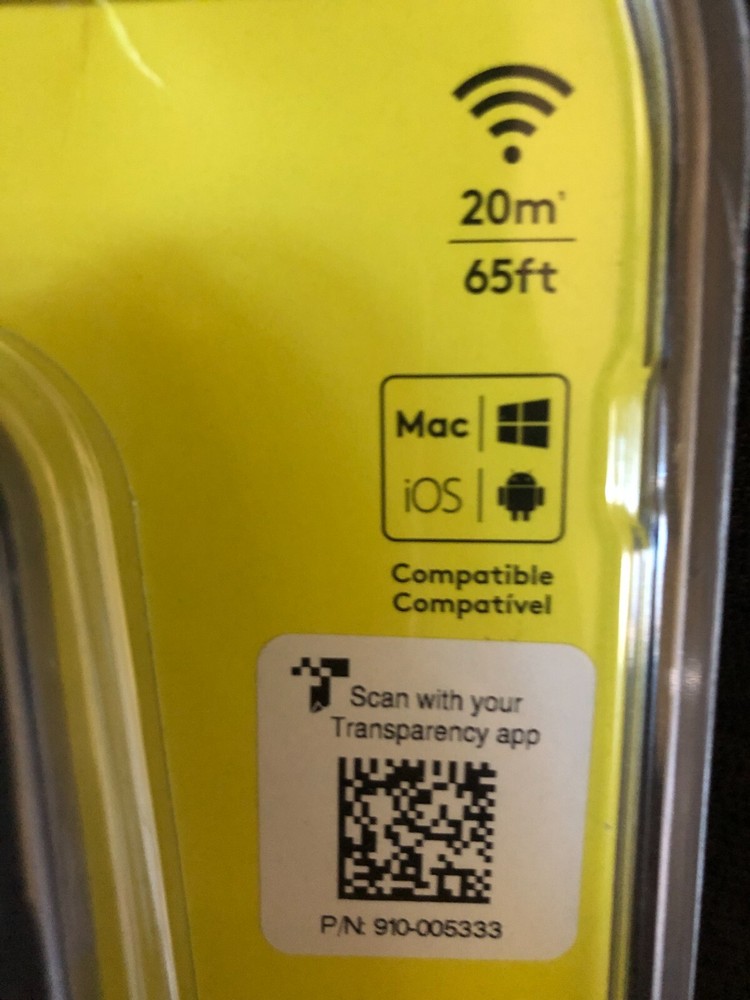 20m*
65ft
Mac
iOS
Compatible
Compatível
Scan with your
Transparency app
P/N: 910-005333